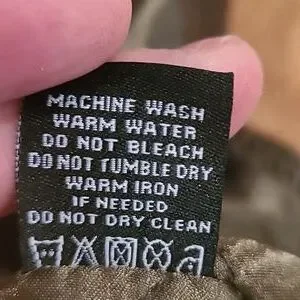 MACHINE WASH
WARM WATER
DO NOT BLEACH
DO NOT TUMBLE DRY
WARM IRON
IF NEEDED
DO NOT DRY CLEAN